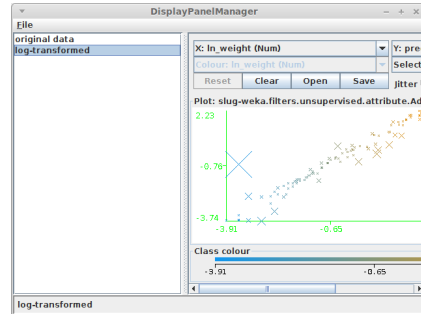 DisplayPanelManager
File
original data
log-transformed
X: ln_weight (Num)
Y: pre
Colour: ln_weight (Num)
Select
Reset
Clear
Open
Save
Jitter
Plot: slug-weka.filters.unsupervised.attribute.Ad
2.23
-0.76
-3.74
-3.91
-0.65
Class colour
-3.91
-0.65
log-transformed